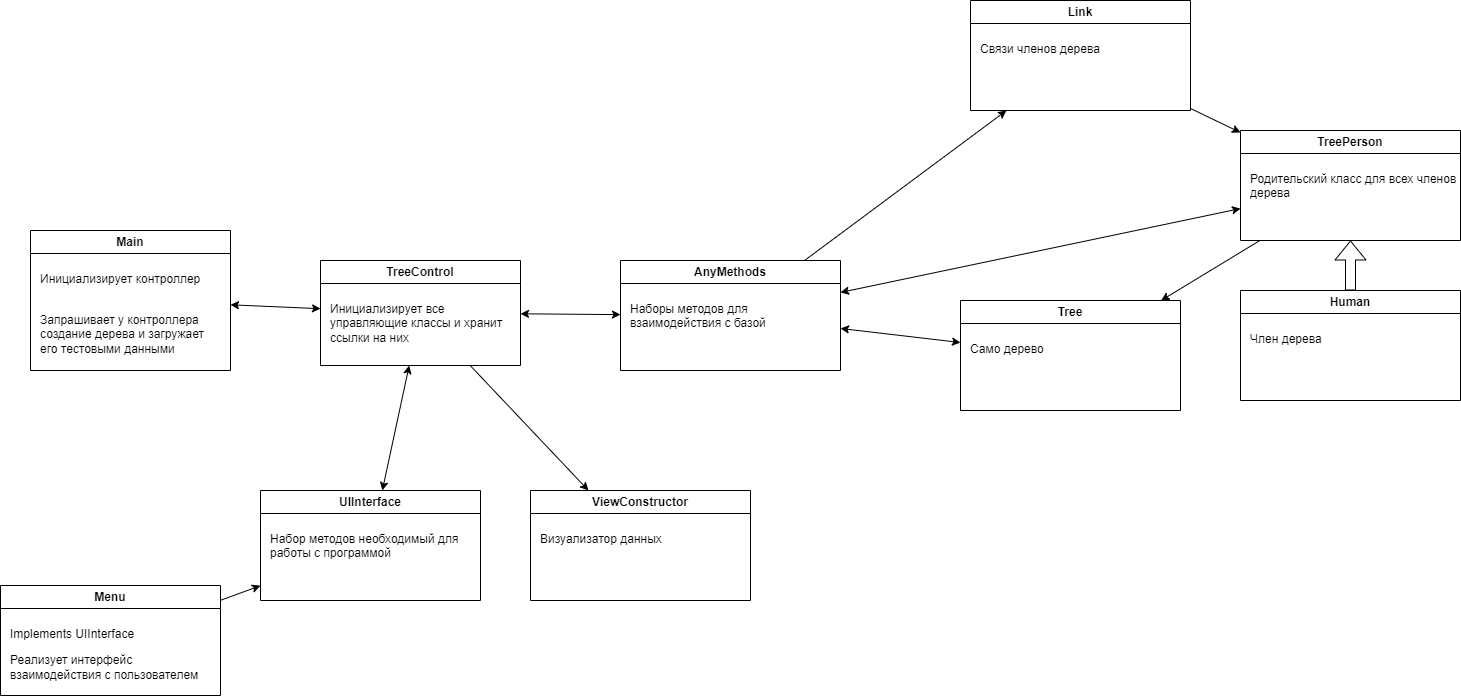 Link
Связи членов дерева
TreePerson
Родительский класс для всех членов
дерева
Main
Инициализирует контроллер
Запрашивает у контроллера
создание дерева и загружает
его тестовыми данными
TreeControl
Инициализирует все
управляющие классы и хранит
ссылки на них
AnyMethods
Наборы методов для
взаимодействия с базой
Tree
Само дерево
Human
Член дерева
UIInterface
Набор методов необходимый для
работы с программой
ViewConstructor
Визуализатор данных
Menu
Implements UIInterface
Реализует интерфейс
взаимодействия с пользователем